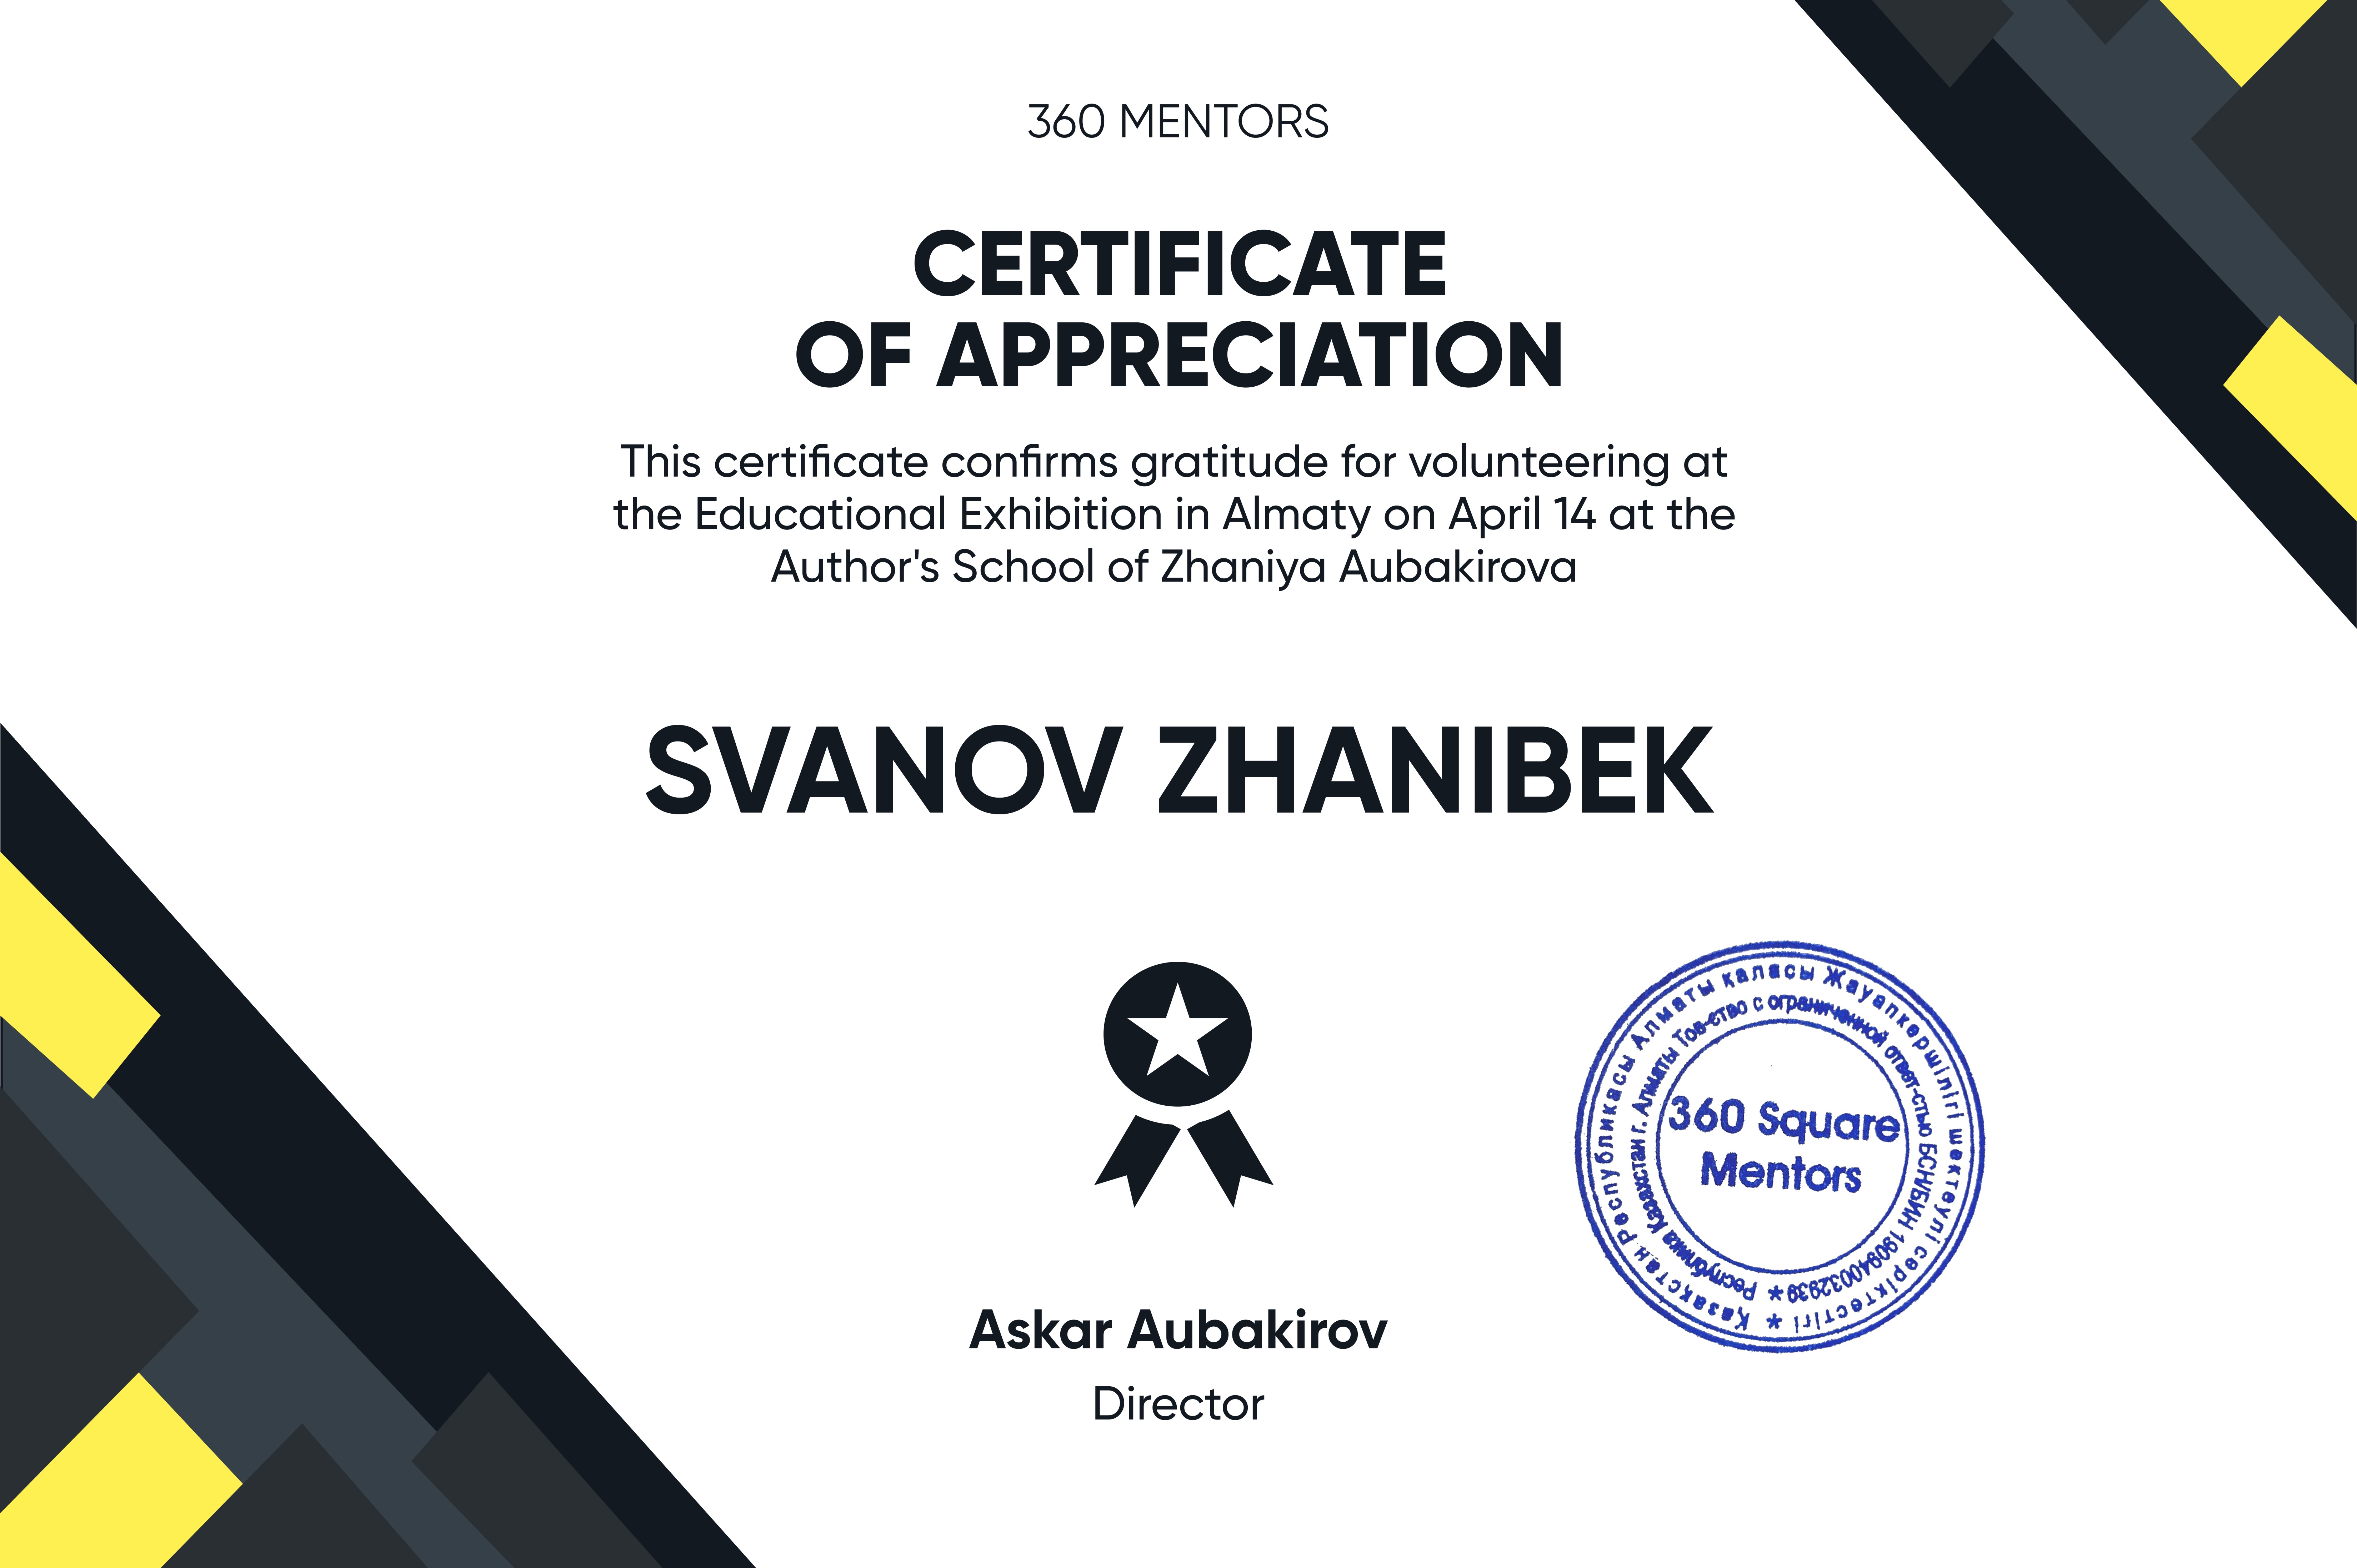 360 MENTORS
CERTIFICATE
OF APPRECIATION
This certificate confirms gratitude for volunteering at
the Educational Exhibition in Almaty on April 14 at the
Author's School of Zhaniya Aubakirova
SVANOV ZHANIBEK
Қазақстан Республикасы Алматы қаласы Жауапкершілігі шектеулі серіктестігі *
Республика Казахстан г. Алматы Тов-ство с ограниченной ответ-стью БСН/БИН 190940032939 *
360 Square
Mentors
Askar Aubakirov
Director